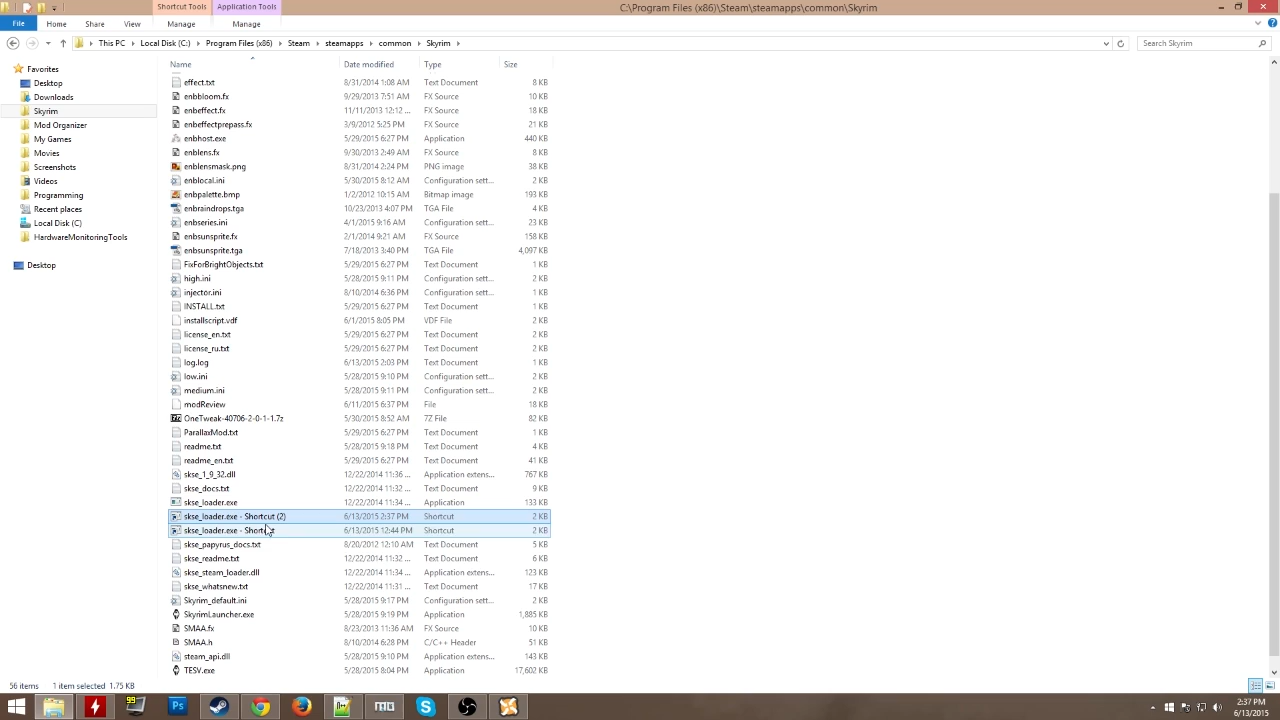 Shortcut Tools Application Tools C:\Program Files (x86)\Steam\steamapps\common\Skyrim
File Home Share View Manage Manage
This PC Local Disk (C:) Program Files (x86) Steam steamapps common Skyrim Search Skyrim
Favorites
Desktop
Downloads
Skyrim
Mod Organizer
My Games
Movies
Screenshots
Videos
Programming
Recent places
Local Disk (C)
HardwareMonitoringTools
Desktop
Name Date modified Type Size
effect.txt 8/31/2014 1:08 AM Text Document 8 KB
enbbloom.fx 9/29/2013 7:51 AM FX Source 10 KB
enbeffect.fx 11/11/2013 12:12 ... FX Source 18 KB
enbeffectprepass.fx 3/9/2012 5:25 PM FX Source 21 KB
enbhost.exe 5/29/2015 6:27 PM Application 440 KB
enblens.fx 9/30/2013 2:49 AM FX Source 8 KB
enblensmask.png 8/31/2014 2:24 PM PNG image 38 KB
enblocal.ini 5/30/2015 8:12 AM Configuration sett... 2 KB
enbpalette.bmp 1/2/2012 10:15 AM Bitmap image 193 KB
enbraindrops.tga 10/23/2013 4:07 PM TGA File 4 KB
enbseries.ini 4/1/2015 9:16 AM Configuration sett... 23 KB
enbsunsprite.fx 2/1/2014 9:21 AM FX Source 158 KB
enbsunsprite.tga 7/18/2013 3:40 PM TGA File 4,097 KB
FixForBrightObjects.txt 5/29/2015 6:27 PM Text Document 1 KB
high.ini 5/28/2015 9:11 PM Configuration sett... 2 KB
injector.ini 8/10/2014 6:36 PM Configuration sett... 1 KB
INSTALL.txt 5/29/2015 6:27 PM Text Document 1 KB
installscript.vdf 6/1/2015 8:05 PM VDF File 2 KB
license_en.txt 5/29/2015 6:27 PM Text Document 2 KB
license_ru.txt 5/29/2015 6:27 PM Text Document 2 KB
log.log 6/13/2015 2:03 PM Text Document 1 KB
low.ini 5/28/2015 9:10 PM Configuration sett... 2 KB
medium.ini 5/28/2015 9:11 PM Configuration sett... 2 KB
modReview 6/11/2015 6:37 PM File 18 KB
OneTweak-40706-2-0-1-1.7z 5/30/2015 8:52 AM 7Z File 82 KB
ParallaxMod.txt 5/29/2015 6:27 PM Text Document 1 KB
readme.txt 5/28/2015 9:18 PM Text Document 4 KB
readme_en.txt 5/29/2015 6:27 PM Text Document 41 KB
skse_1_9_32.dll 12/22/2014 11:36 ... Application extens... 767 KB
skse_docs.txt 12/22/2014 11:32 ... Text Document 9 KB
skse_loader.exe 12/22/2014 11:34 ... Application 133 KB
skse_loader.exe - Shortcut (2) 6/13/2015 2:37 PM Shortcut 2 KB
skse_loader.exe - Shortcut 6/13/2015 12:44 PM Shortcut 2 KB
skse_papyrus_docs.txt 8/20/2012 12:10 AM Text Document 5 KB
skse_readme.txt 12/22/2014 11:32 ... Text Document 6 KB
skse_steam_loader.dll 12/22/2014 11:34 ... Application extens... 123 KB
skse_whatsnew.txt 12/22/2014 11:31 ... Text Document 17 KB
Skyrim_default.ini 5/28/2015 9:17 PM Configuration sett... 2 KB
SkyrimLauncher.exe 5/28/2015 9:19 PM Application 1,885 KB
SMAA.fx 8/23/2013 11:36 AM FX Source 10 KB
SMAA.h 8/10/2014 6:28 PM C/C++ Header 51 KB
steam_api.dll 5/28/2015 9:10 PM Application extens... 143 KB
TESV.exe 5/28/2015 8:04 PM Application 17,602 KB
56 items 1 item selected 1.75 KB
2:37 PM
6/13/2015